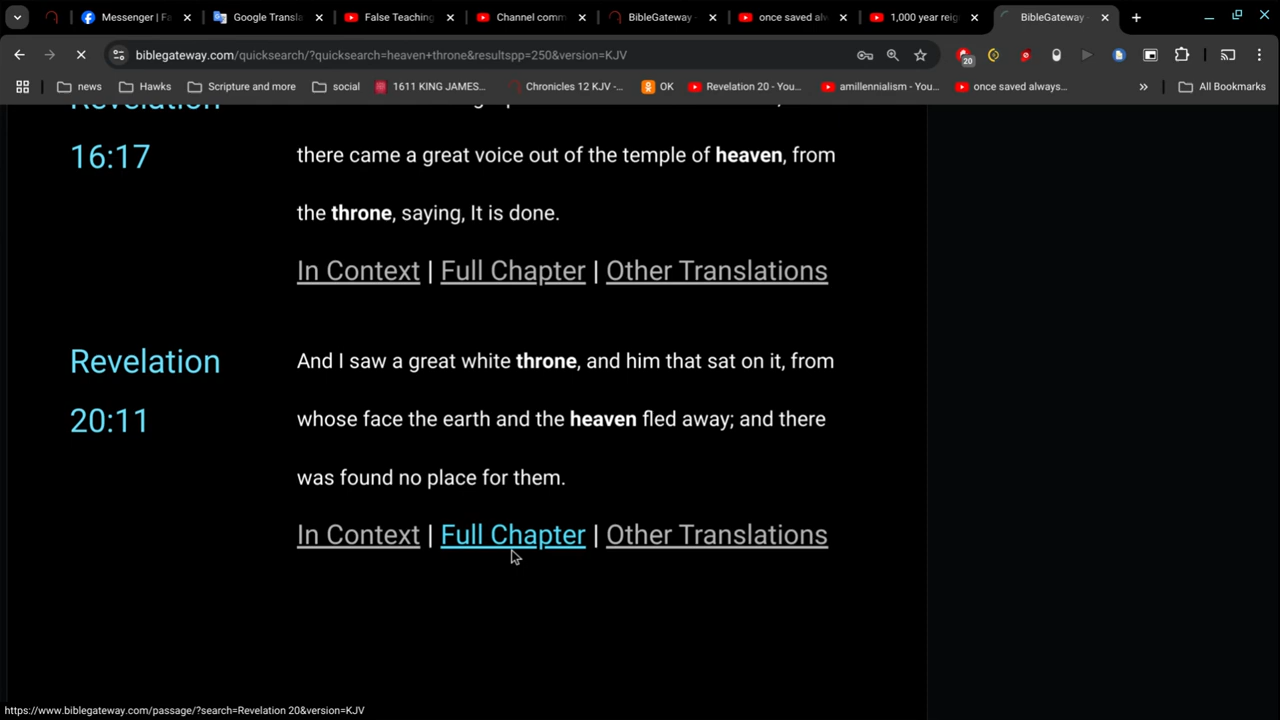 Messenger | Fa
Google Transla
False Teaching
Channel comm
BibleGateway
once saved alw
1,000 year reig
BibleGateway
biblegateway.com/quicksearch/?quicksearch=heaven+throne&resultspp=250&version=KJV
20
news
Hawks
Scripture and more
social
1611 KING JAMES...
Chronicles 12 KJV -...
OK
Revelation 20 - You...
amillennialism - You...
once saved always...
All Bookmarks
Revelation
16:17
there came a great voice out of the temple of heaven, from
the throne, saying, It is done.
In Context | Full Chapter | Other Translations
Revelation
20:11
And I saw a great white throne, and him that sat on it, from
whose face the earth and the heaven fled away; and there
was found no place for them.
In Context | Full Chapter | Other Translations
https://www.biblegateway.com/passage/?search=Revelation 20&version=KJV